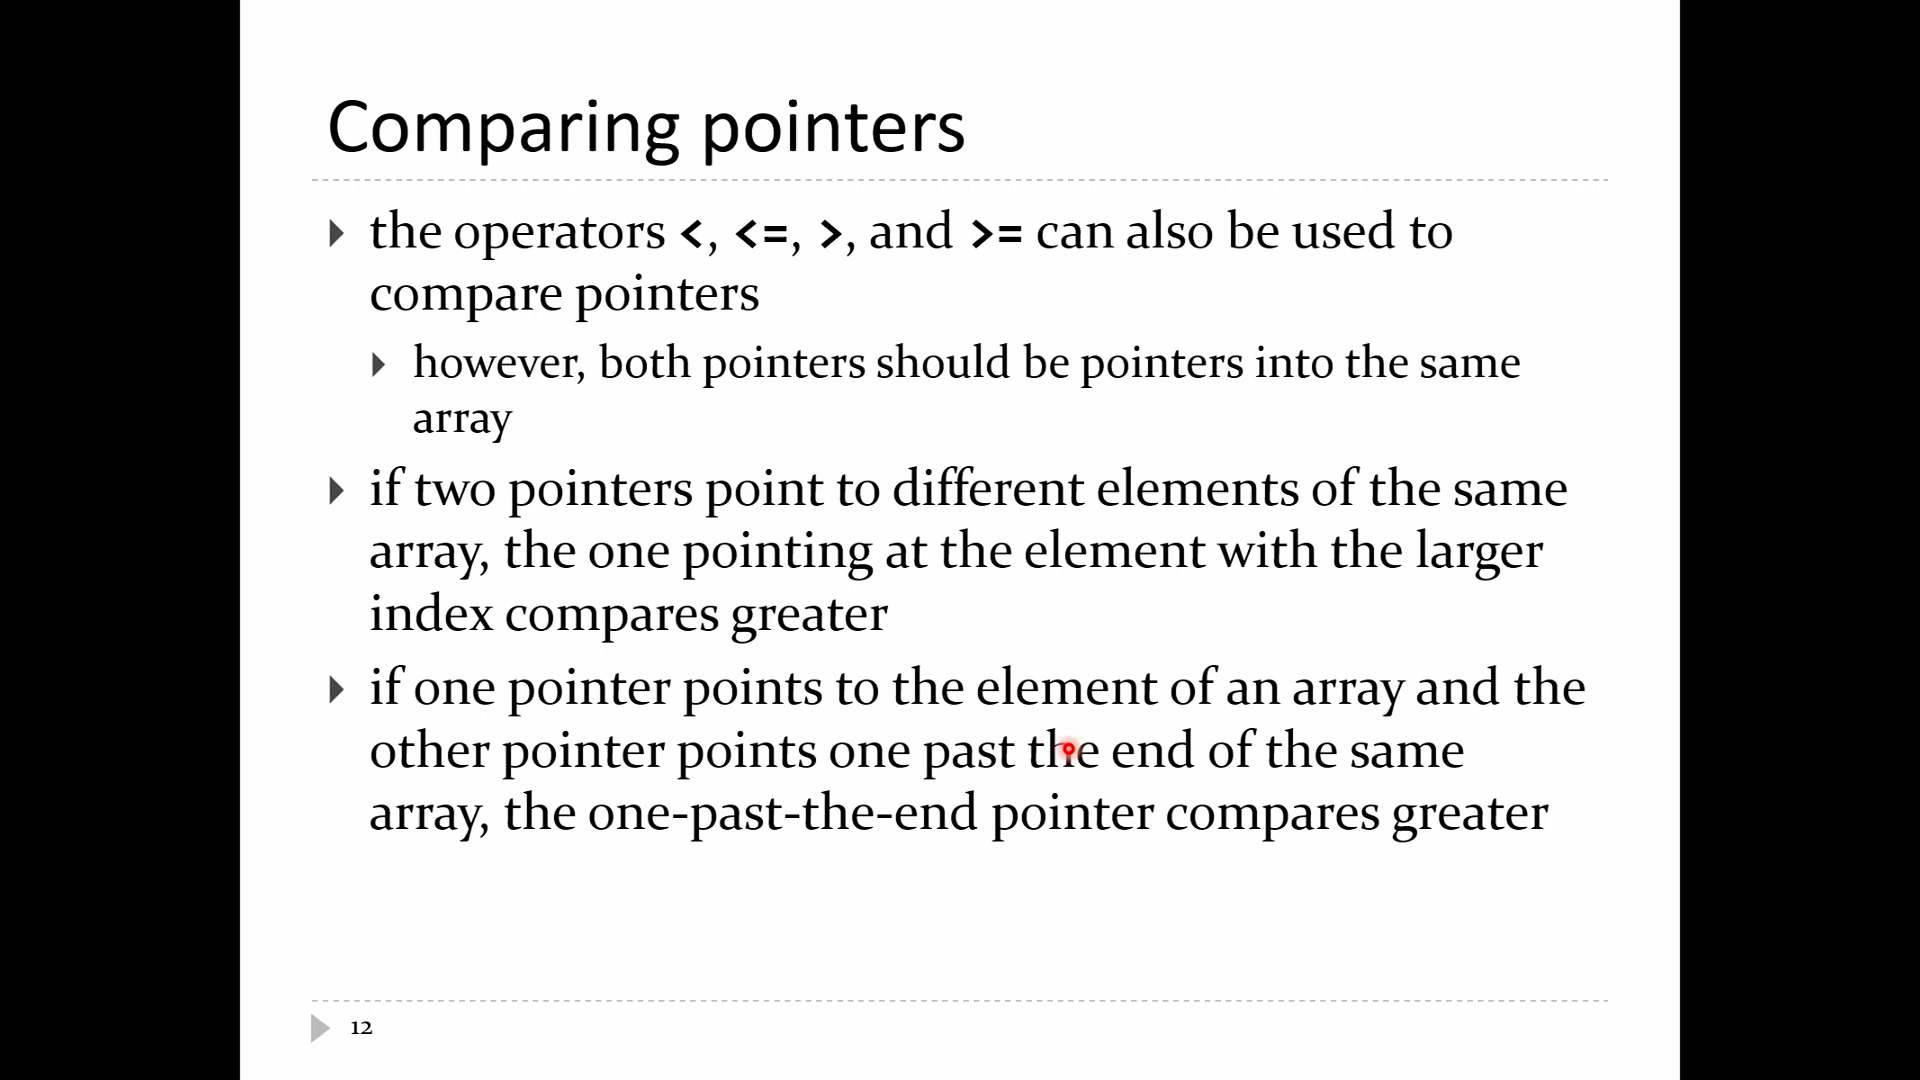 Comparing pointers
the operators <, <=, >, and >= can also be used to
compare pointers
however, both pointers should be pointers into the same
array
if two pointers point to different elements of the same
array, the one pointing at the element with the larger
index compares greater
if one pointer points to the element of an array and the
other pointer points one past the end of the same
array, the one-past-the-end pointer compares greater
12